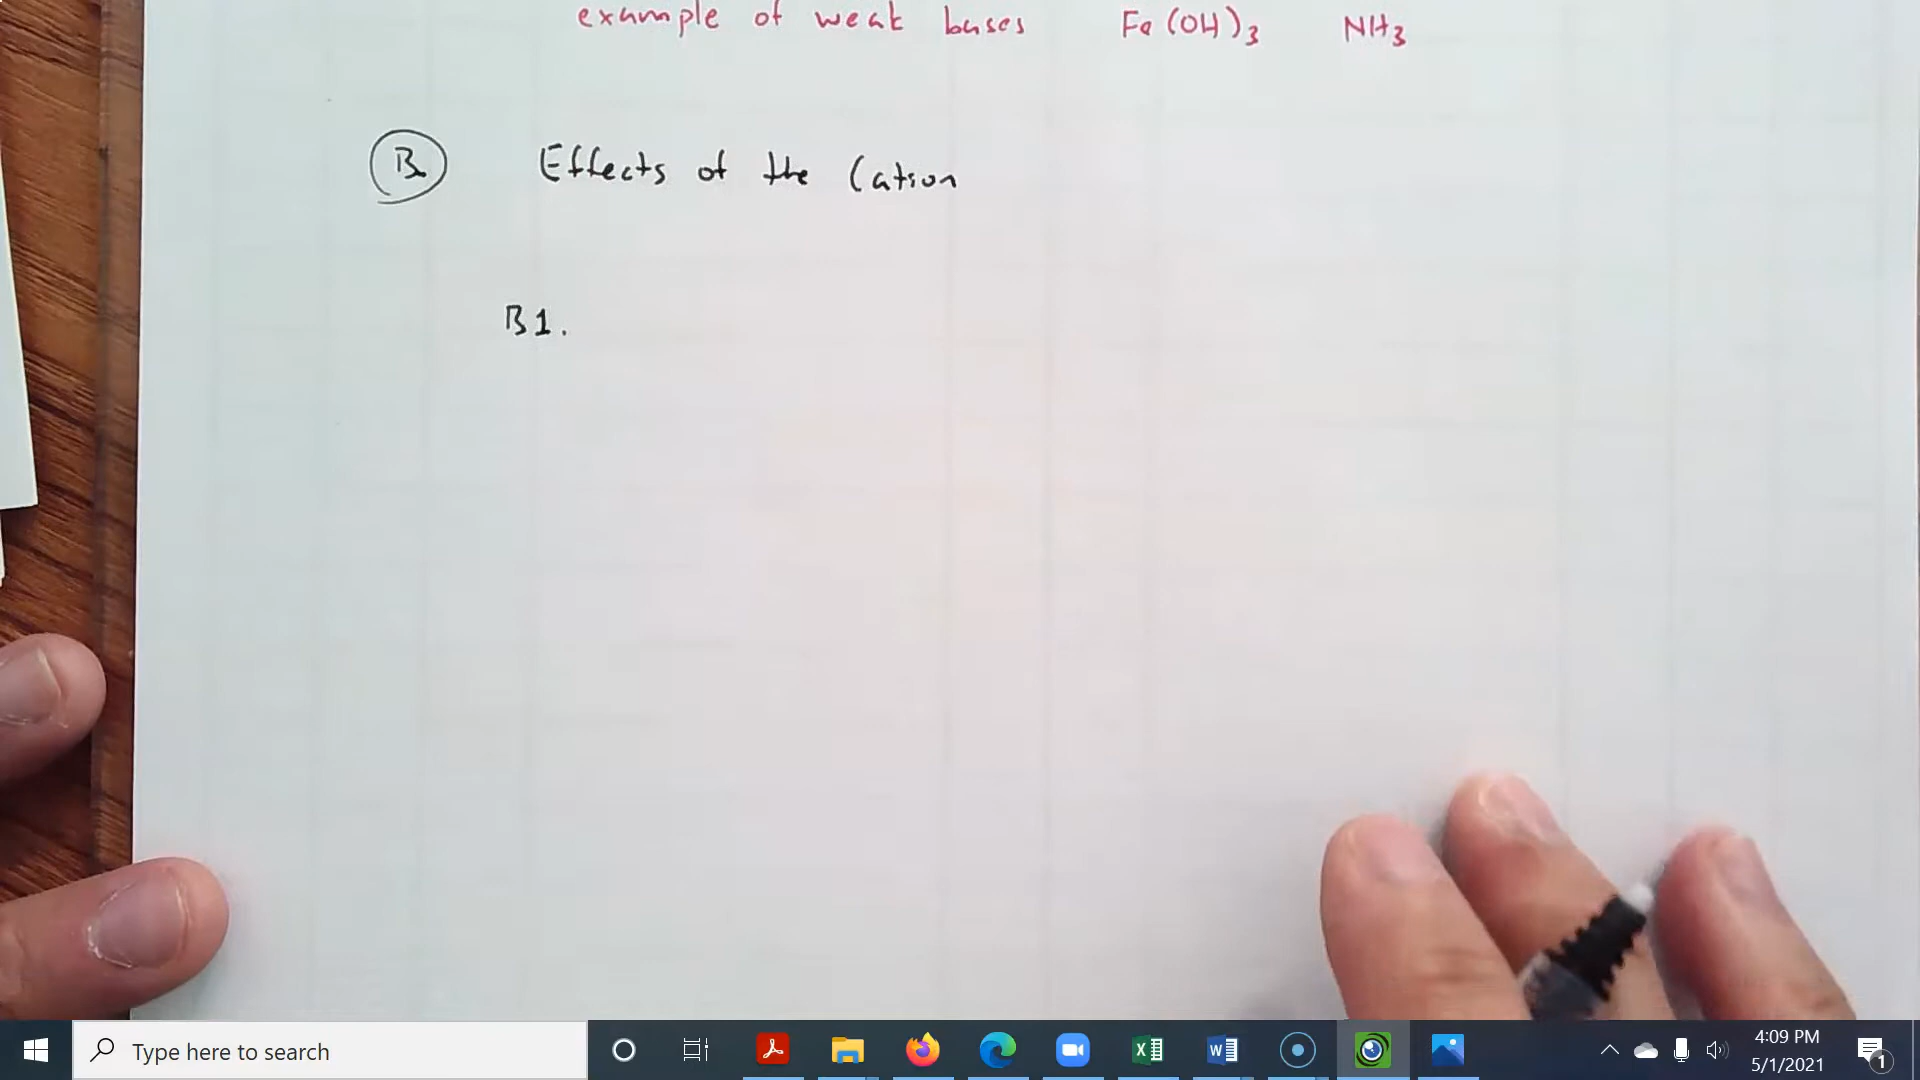 example of weak bases Fe(OH)3 NH3
B Effects of the Cation
B1.
Type here to search
4:09 PM
5/1/2021
1